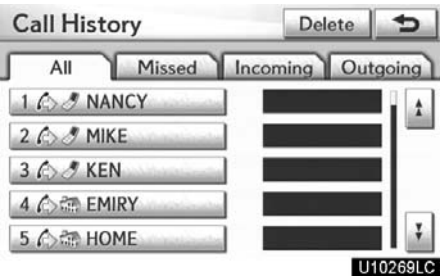 Call History Delete
All Missed Incoming Outgoing
1 NANCY
2 MIKE
3 KEN
4 EMIRY
5 HOME
U10269LC